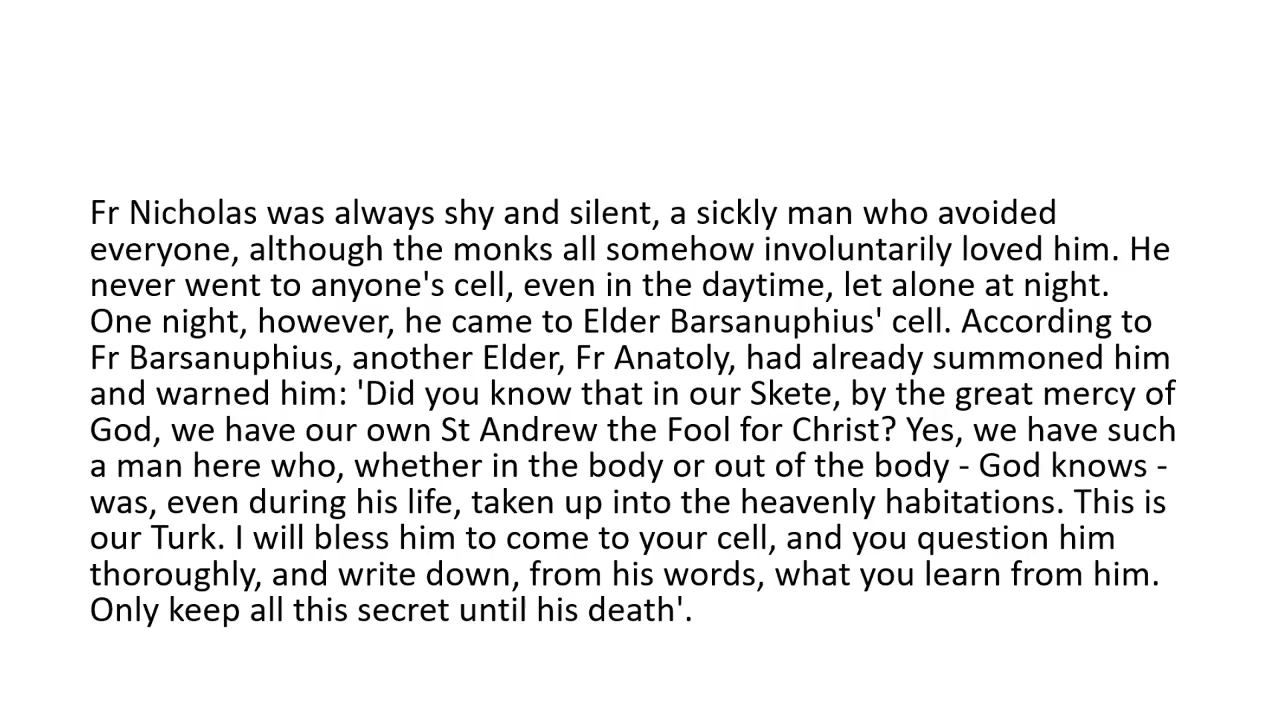 Fr Nicholas was always shy and silent, a sickly man who avoided
everyone, although the monks all somehow involuntarily loved him. He
never went to anyone's cell, even in the daytime, let alone at night.
One night, however, he came to Elder Barsanuphius' cell. According to
Fr Barsanuphius, another Elder, Fr Anatoly, had already summoned him
and warned him: 'Did you know that in our Skete, by the great mercy of
God, we have our own St Andrew the Fool for Christ? Yes, we have such
a man here who, whether in the body or out of the body - God knows -
was, even during his life, taken up into the heavenly habitations. This is
our Turk. I will bless him to come to your cell, and you question him
thoroughly, and write down, from his words, what you learn from him.
Only keep all this secret until his death'.